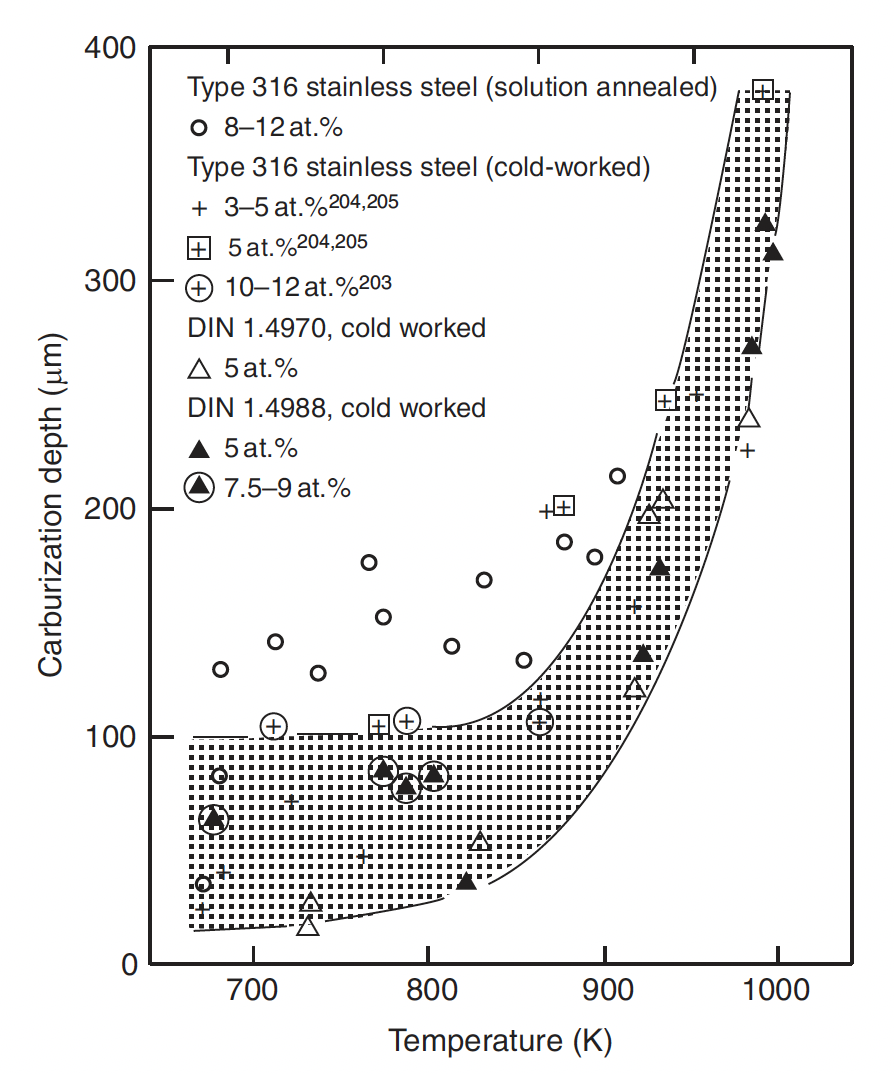 400
Type 316 stainless steel (solution annealed)
8–12 at.%
Type 316 stainless steel (cold-worked)
3–5 at.%204,205
5 at.%204,205
300
10–12 at.%203
DIN 1.4970, cold worked
5 at.%
DIN 1.4988, cold worked
5 at.%
7.5–9 at.%
200
100
0
Carburization depth (μm)
700 800 900 1000
Temperature (K)